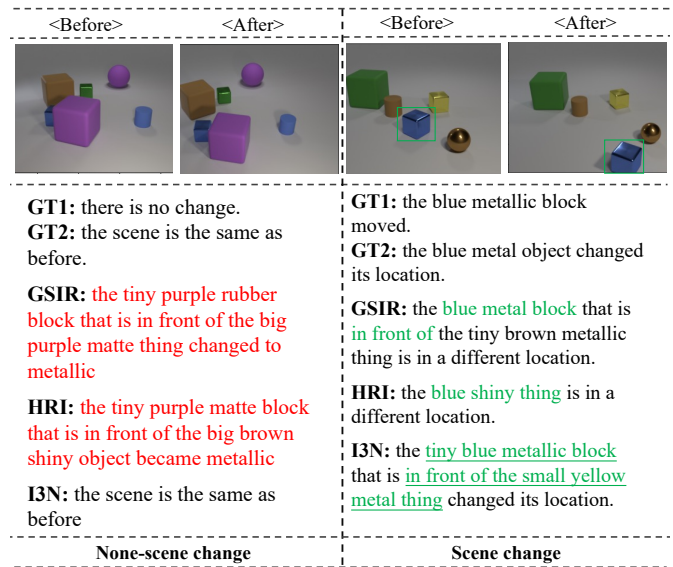 <Before>
<After>
<Before>
<After>
GT1: there is no change.
GT2: the scene is the same as
before.
GSIR: the tiny purple rubber
block that is in front of the big
purple matte thing changed to
metallic
HRI: the tiny purple matte block
that is in front of the big brown
shiny object became metallic
I3N: the scene is the same as
before
None-scene change
GT1: the blue metallic block
moved.
GT2: the blue metal object changed
its location.
GSIR: the blue metal block that is
in front of the tiny brown metallic
thing is in a different location.
HRI: the blue shiny thing is in a
different location.
I3N: the tiny blue metallic block
that is in front of the small yellow
metal thing changed its location.
Scene change